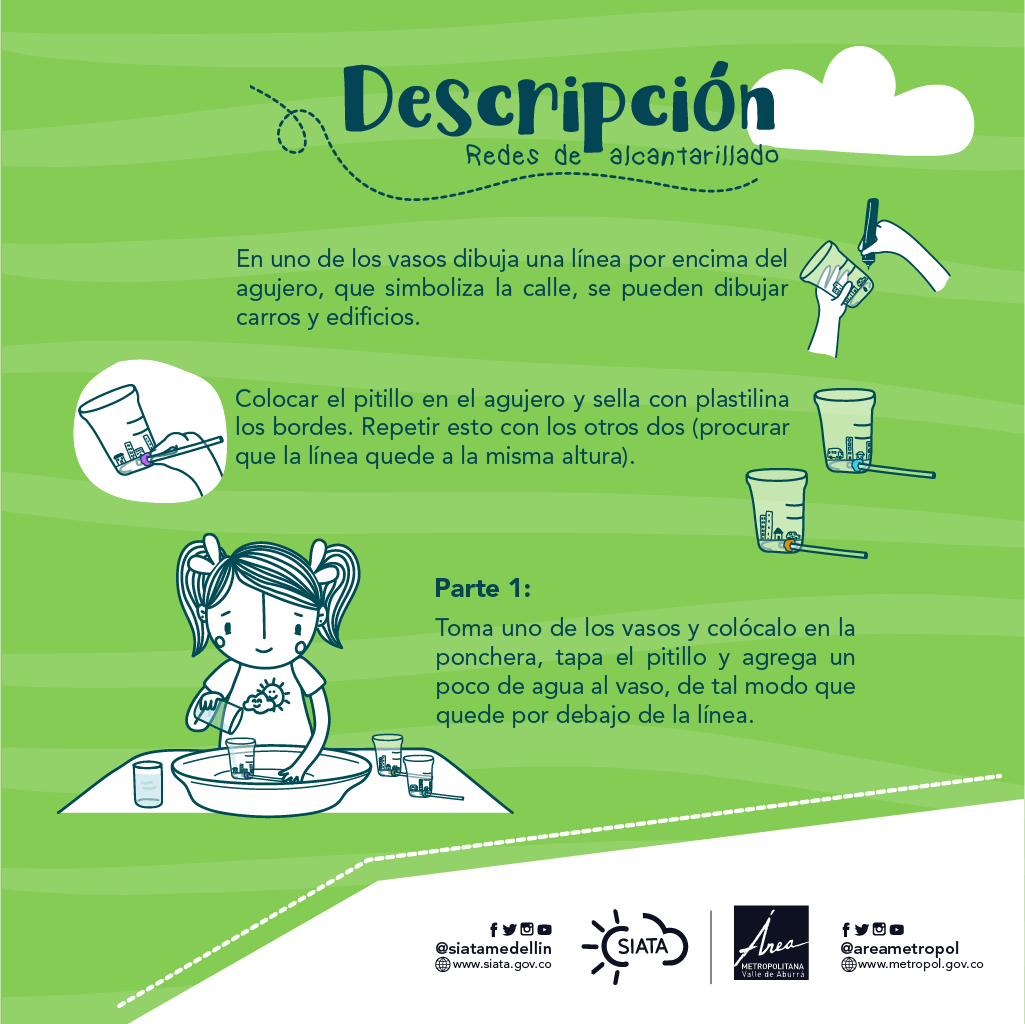 Descripción
Redes de alcantarillado
En uno de los vasos dibuja una línea por encima del
agujero, que simboliza la calle, se pueden dibujar
carros y edificios.
Colocar el pitillo en el agujero y sella con plastilina
los bordes. Repetir esto con los otros dos (procurar
que la línea quede a la misma altura).
Parte 1:
Toma uno de los vasos y colócalo en la
ponchera, tapa el pitillo y agrega un
poco de agua al vaso, de tal modo que
quede por debajo de la línea.
@siatamedellin
www.siata.gov.co
SIATA
Área
METROPOLITANA
Valle de Aburrá
@areametropol
www.metropol.gov.co